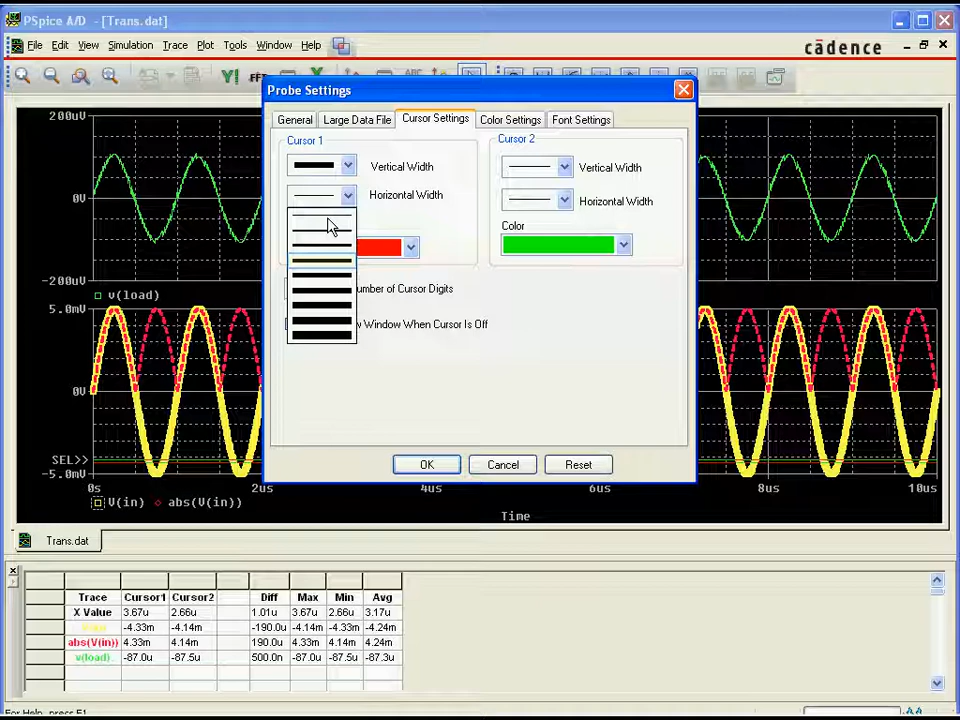 PSpice A/D - [Trans.dat]
File Edit View Simulation Trace Plot Tools Window Help
cādence
Probe Settings
General Large Data File Cursor Settings Color Settings Font Settings
Cursor 1
Vertical Width
Horizontal Width
Cursor 2
Vertical Width
Horizontal Width
Color
umber of Cursor Digits
w Window When Cursor Is Off
OK Cancel Reset
200uV
0V
-200uV
v(load)
5.0mV
0V
SEL>>
-5.0mV
0s 2us 4us 6us 8us 10us
V(in) abs(V(in))
Time
Trans.dat
Trace Cursor1 Cursor2 Diff Max Min Avg
X Value 3.67u 2.66u 1.01u 3.67u 2.66u 3.17u
-4.33m -4.14m -190.0u -4.14m -4.33m -4.24m
abs(V(in)) 4.33m 4.14m 190.0u 4.33m 4.14m 4.24m
v(load) -87.0u -87.5u 500.0n -87.0u -87.5u -87.3u
For Help, press F1